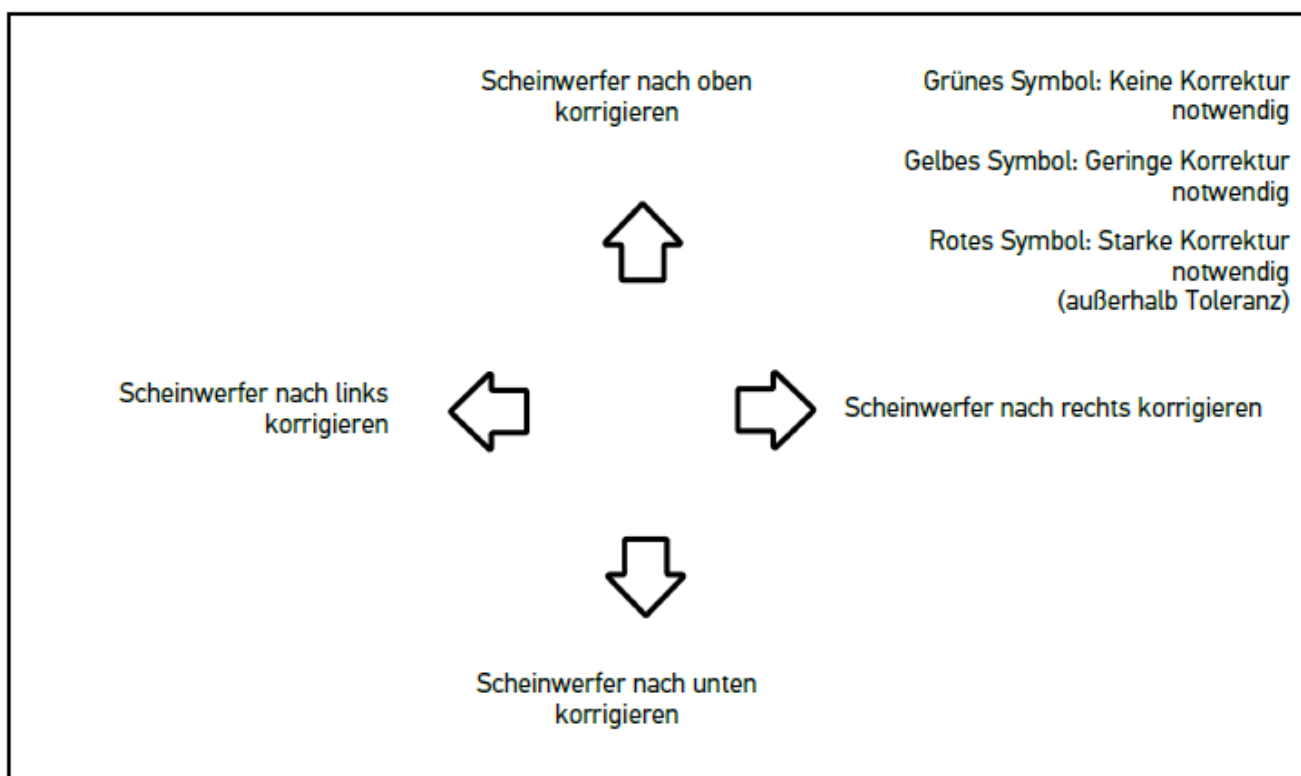 Scheinwerfer nach oben
korrigieren
Grünes Symbol: Keine Korrektur
notwendig
Gelbes Symbol: Geringe Korrektur
notwendig
Rotes Symbol: Starke Korrektur
notwendig
(außerhalb Toleranz)
Scheinwerfer nach links
korrigieren
Scheinwerfer nach rechts korrigieren
Scheinwerfer nach unten
korrigieren